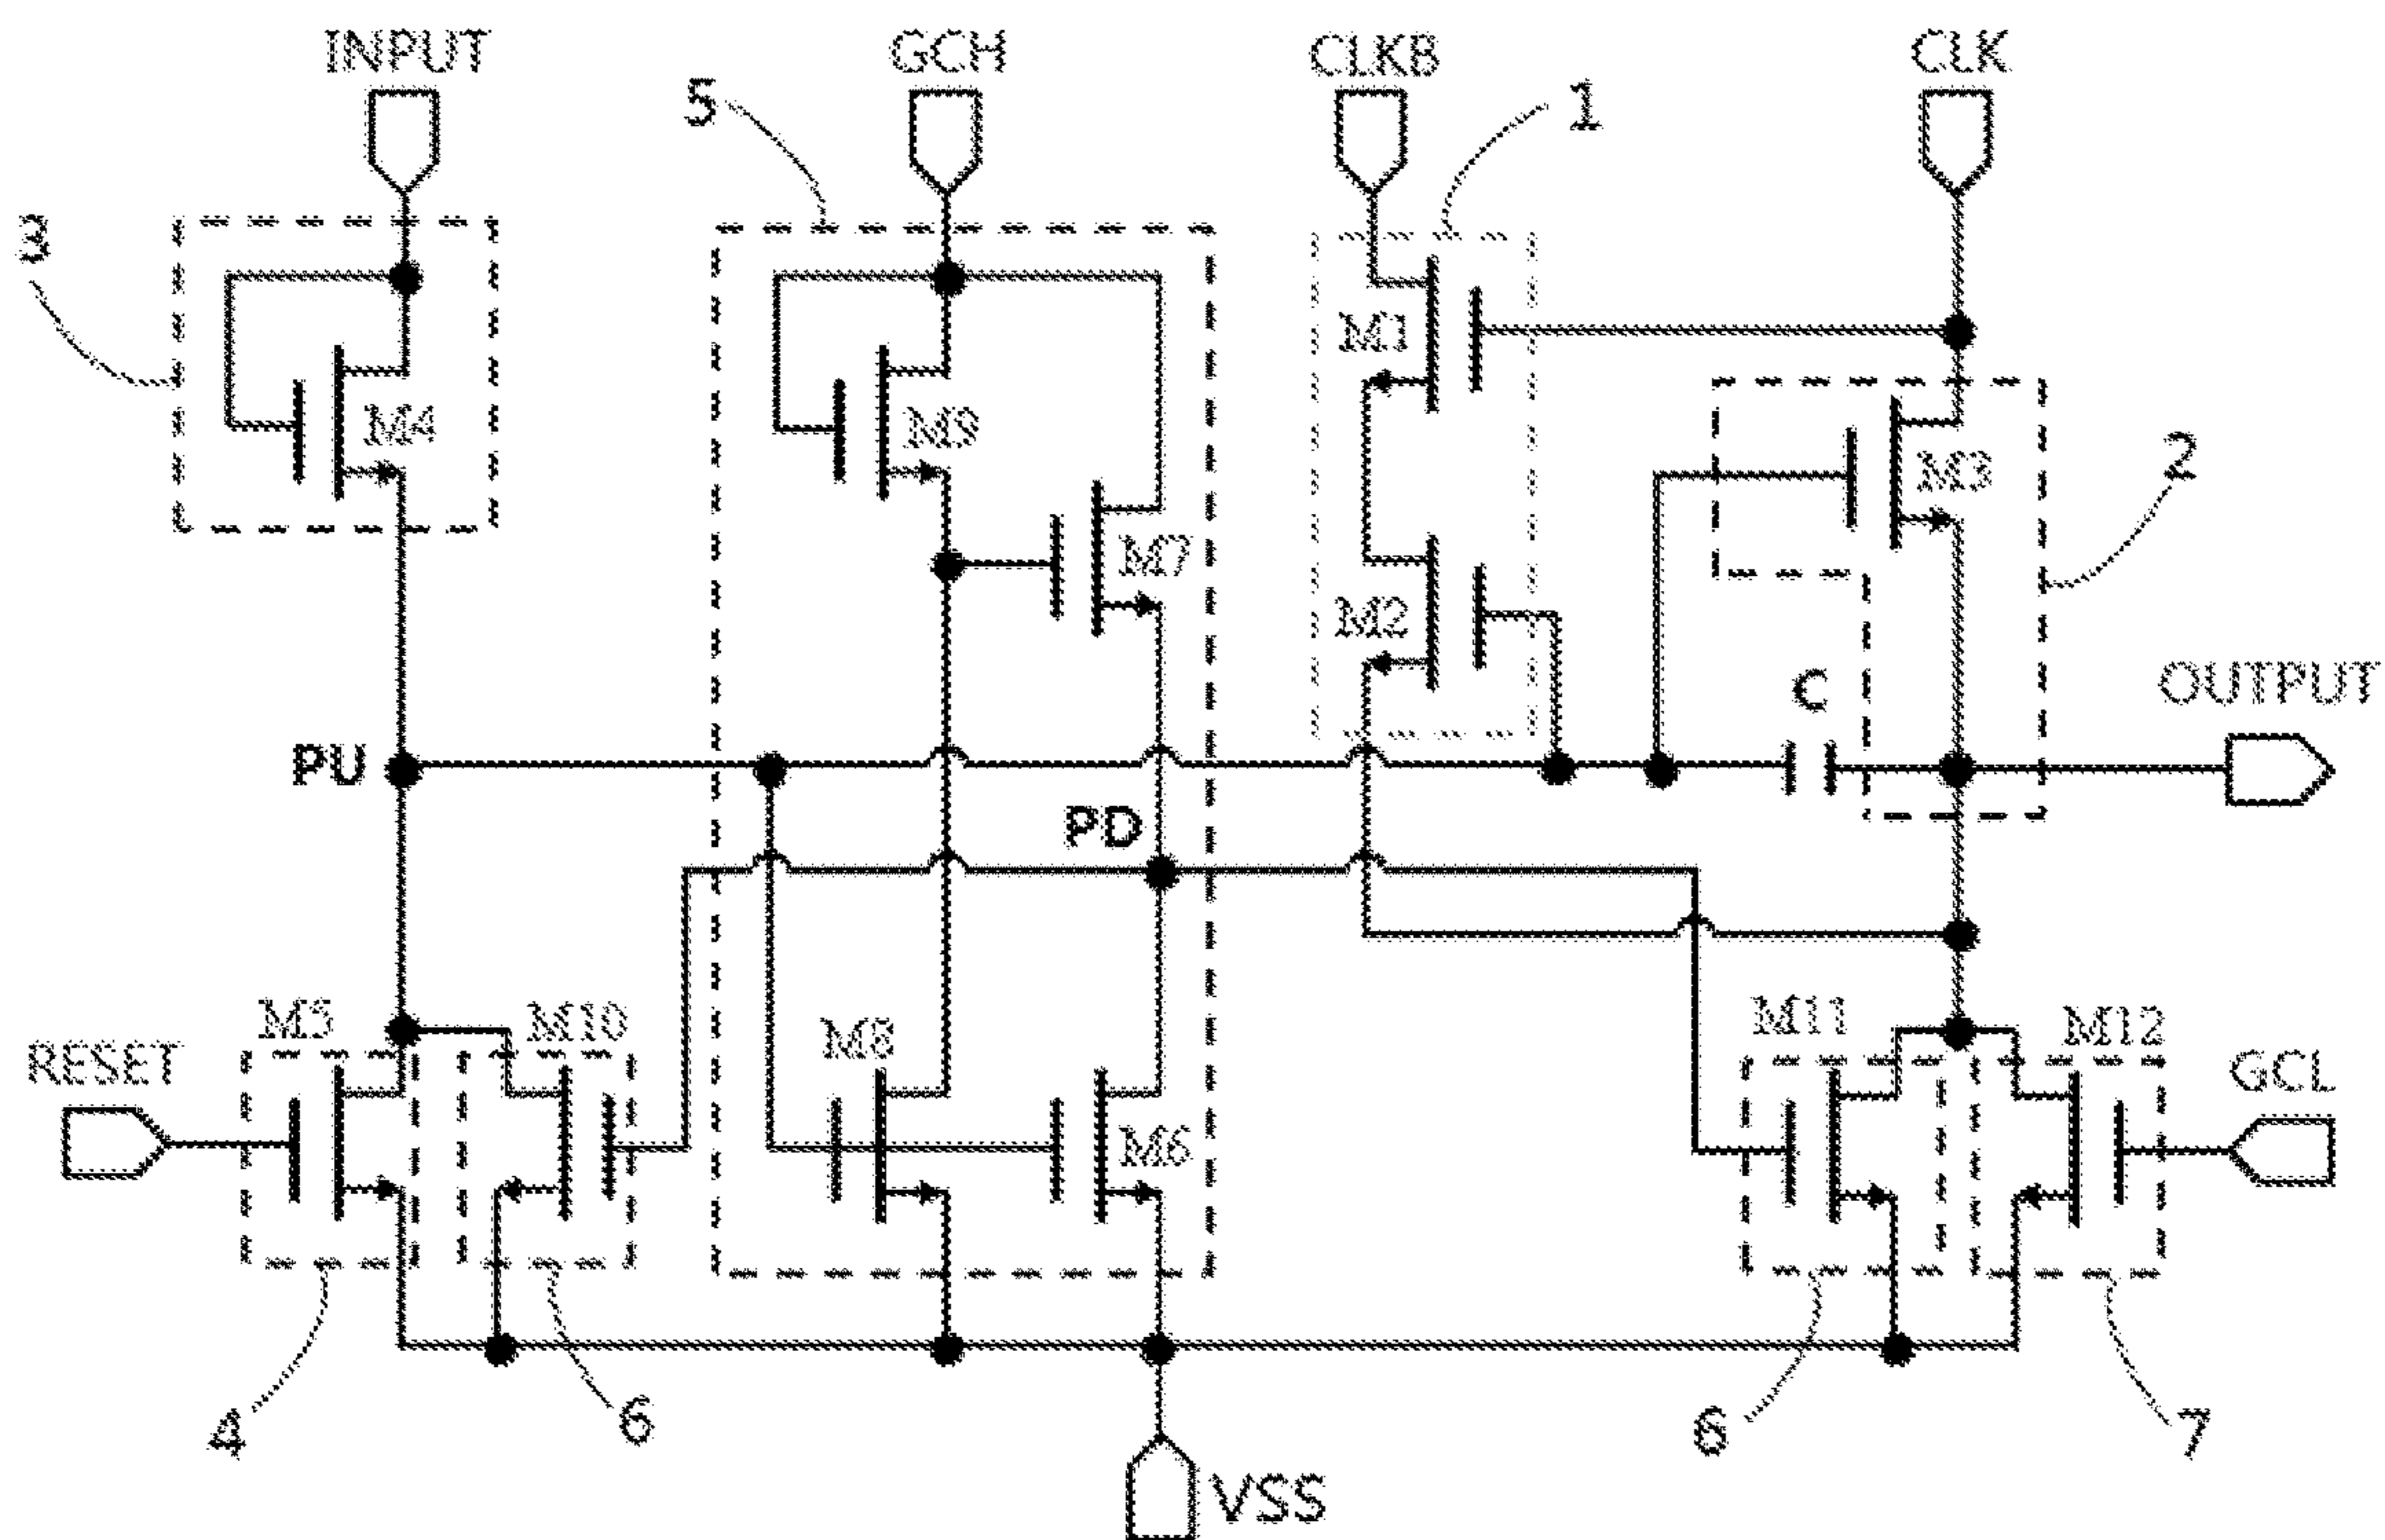 INPUT
GCH
CLKB
CLK
5
1
3
M1
M4
M9
M3
2
M7
M2
C
OUTPUT
PU
PD
M5
M10
M8
M11
M12
RESET
GCL
M6
4
6
6
7
VSS